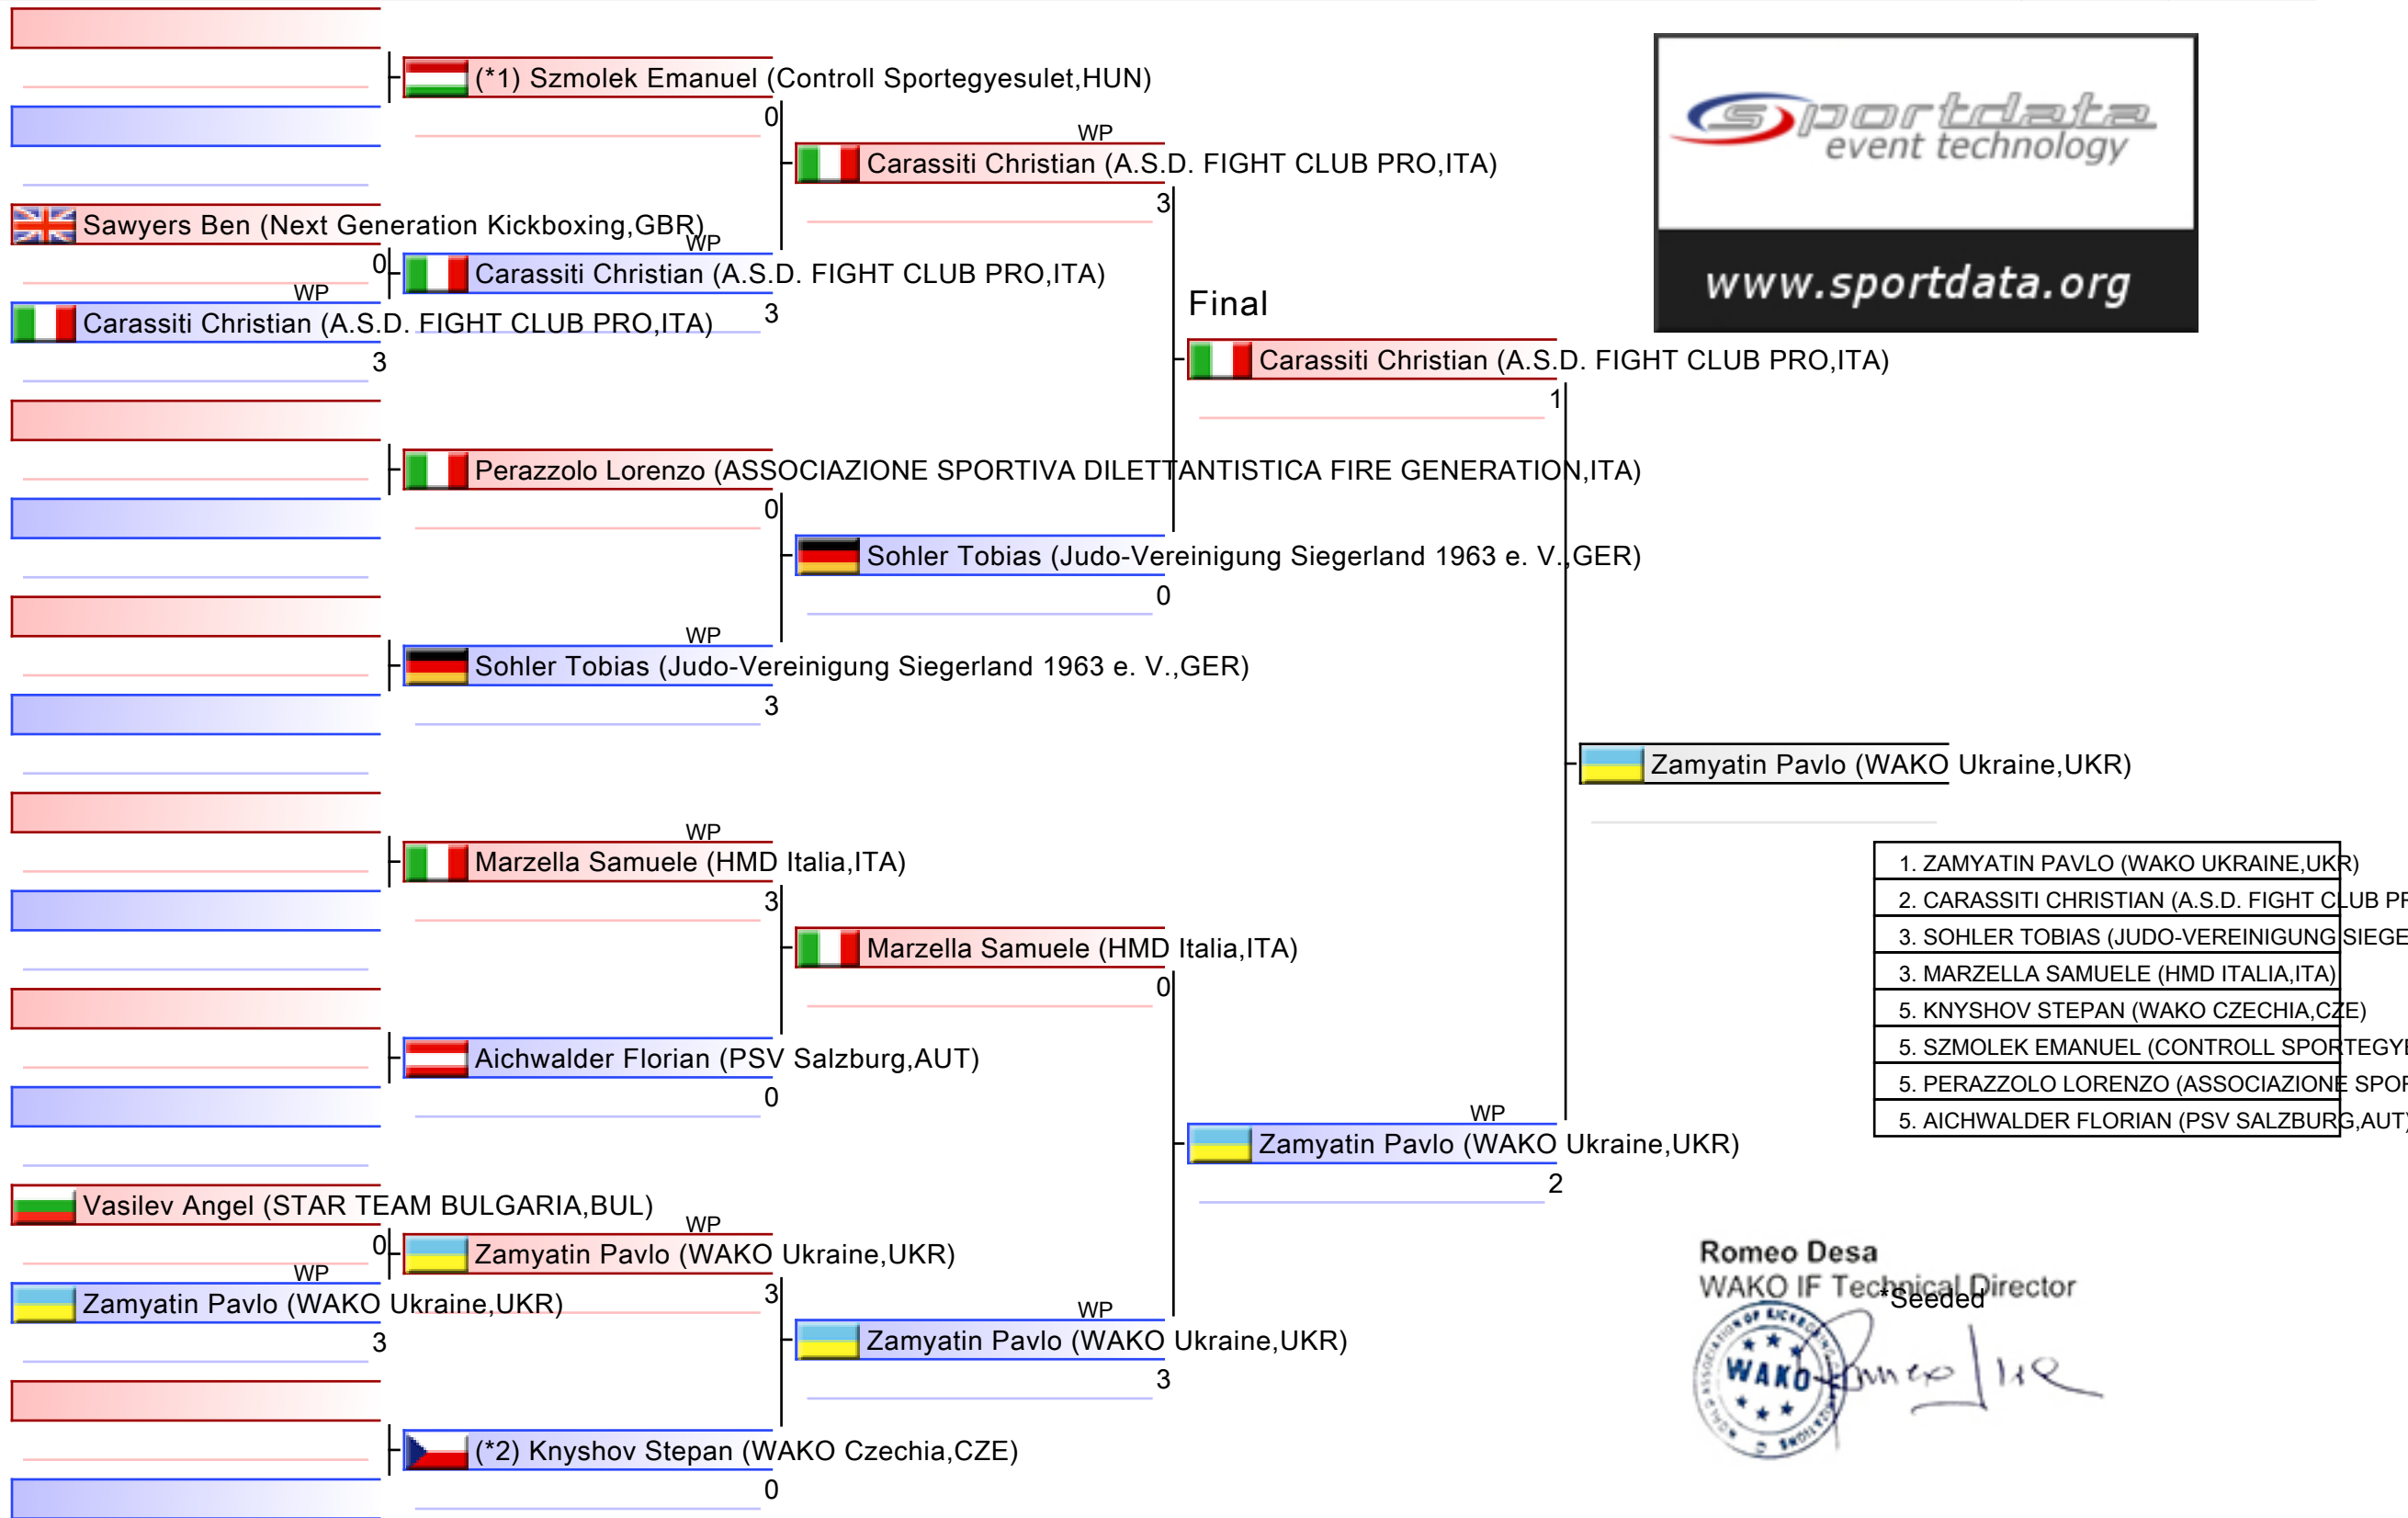 (*1) Szmolek Emanuel (Controll Sportegyesulet,HUN)
0
Sawyers Ben (Next Generation Kickboxing,GBR)
0
WP
Carassiti Christian (A.S.D. FIGHT CLUB PRO,ITA)
3
WP
Carassiti Christian (A.S.D. FIGHT CLUB PRO,ITA)
3
Perazzolo Lorenzo (ASSOCIAZIONE SPORTIVA DILETTANTISTICA FIRE GENERATION,ITA)
0
WP
Sohler Tobias (Judo-Vereinigung Siegerland 1963 e. V.,GER)
3
WP
Marzella Samuele (HMD Italia,ITA)
3
Aichwalder Florian (PSV Salzburg,AUT)
0
Vasilev Angel (STAR TEAM BULGARIA,BUL)
0
WP
Zamyatin Pavlo (WAKO Ukraine,UKR)
3
WP
Zamyatin Pavlo (WAKO Ukraine,UKR)
3
(*2) Knyshov Stepan (WAKO Czechia,CZE)
0
WP
Carassiti Christian (A.S.D. FIGHT CLUB PRO,ITA)
3
Sohler Tobias (Judo-Vereinigung Siegerland 1963 e. V.,GER)
0
Marzella Samuele (HMD Italia,ITA)
0
WP
Zamyatin Pavlo (WAKO Ukraine,UKR)
3
Final
Carassiti Christian (A.S.D. FIGHT CLUB PRO,ITA)
1
WP
Zamyatin Pavlo (WAKO Ukraine,UKR)
2
Zamyatin Pavlo (WAKO Ukraine,UKR)
sportdata
event technology
www.sportdata.org
1. ZAMYATIN PAVLO (WAKO UKRAINE,UKR)
2. CARASSITI CHRISTIAN (A.S.D. FIGHT CLUB PR
3. SOHLER TOBIAS (JUDO-VEREINIGUNG SIEGE
3. MARZELLA SAMUELE (HMD ITALIA,ITA)
5. KNYSHOV STEPAN (WAKO CZECHIA,CZE)
5. SZMOLEK EMANUEL (CONTROLL SPORTEGYE
5. PERAZZOLO LORENZO (ASSOCIAZIONE SPOR
5. AICHWALDER FLORIAN (PSV SALZBURG,AUT)
Romeo Desa
WAKO IF Technical Director
*Seeded
WAKO